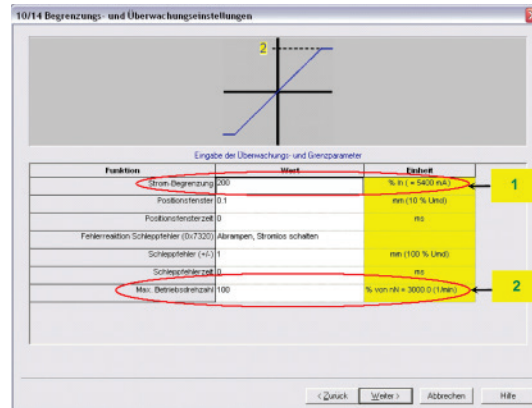 10/14 Begrenzungs- und Überwachungseinstellungen
2
Eingabe der Überwachungs- und Grenzparameter
Funktion Wert Einheit
Strom-Begrenzung 200 % In ( = 5400 mA)
1
Positionsfenster 0.1 mm (10 % Umd)
Positionsfensterzeit 0 ms
Fehlerreaktion Schleppfehler (0x7320) Abrampen, Stromlos schalten
Schleppfehler (+/-) 1 mm (100 % Umd)
Schleppfehlerzeit 0 ms
Max. Betriebsdrehzahl 100 % von nN = 3000.0 (1/min)
2
< Zurück Weiter > Abbrechen Hilfe